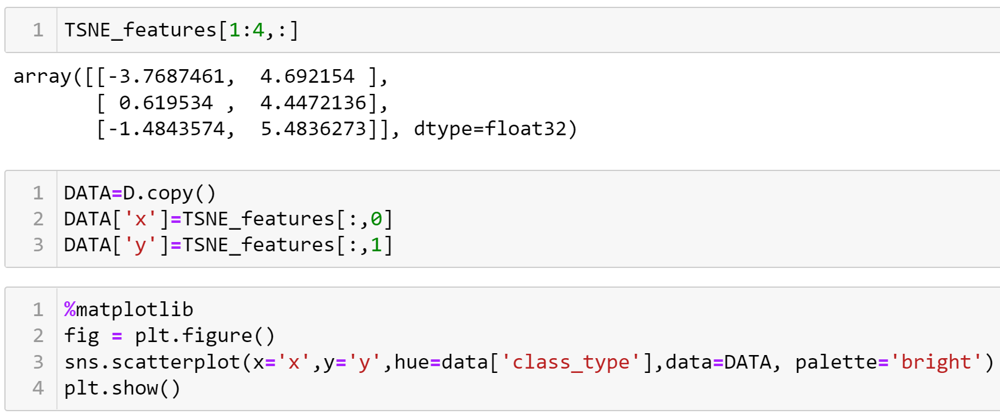 1 TSNE_features[1:4,:]
array([[-3.7687461,  4.692154 ],
       [ 0.619534 ,  4.4472136],
       [-1.4843574,  5.4836273]], dtype=float32)
1 DATA=D.copy()
2 DATA['x']=TSNE_features[:,0]
3 DATA['y']=TSNE_features[:,1]
1 %matplotlib
2 fig = plt.figure()
3 sns.scatterplot(x='x',y='y',hue=data['class_type'],data=DATA, palette='bright')
4 plt.show()